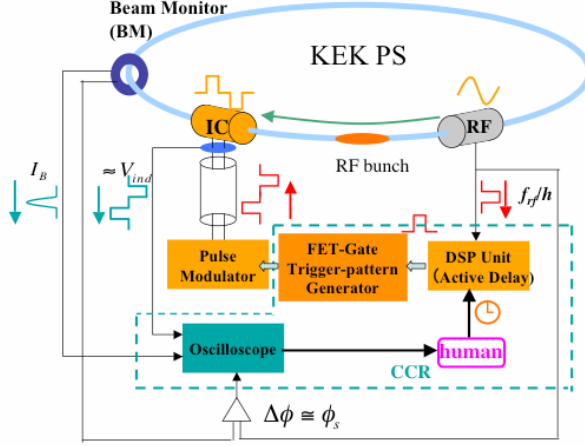 Beam Monitor
(BM)
KEK PS
IC
RF
RF bunch
I_B
≈ V_ind
f_rf/h
Pulse
Modulator
FET-Gate
Trigger-pattern
Generator
DSP Unit
(Active Delay)
Oscilloscope
human
CCR
Δϕ ≅ ϕ_s